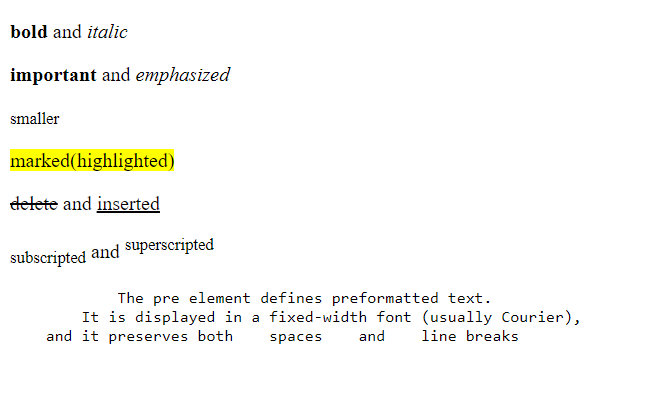 bold and italic
important and emphasized
smaller
marked(highlighted)
delete and inserted
subscripted and superscripted
            The pre element defines preformatted text.
        It is displayed in a fixed-width font (usually Courier),
    and it preserves both    spaces    and    line breaks